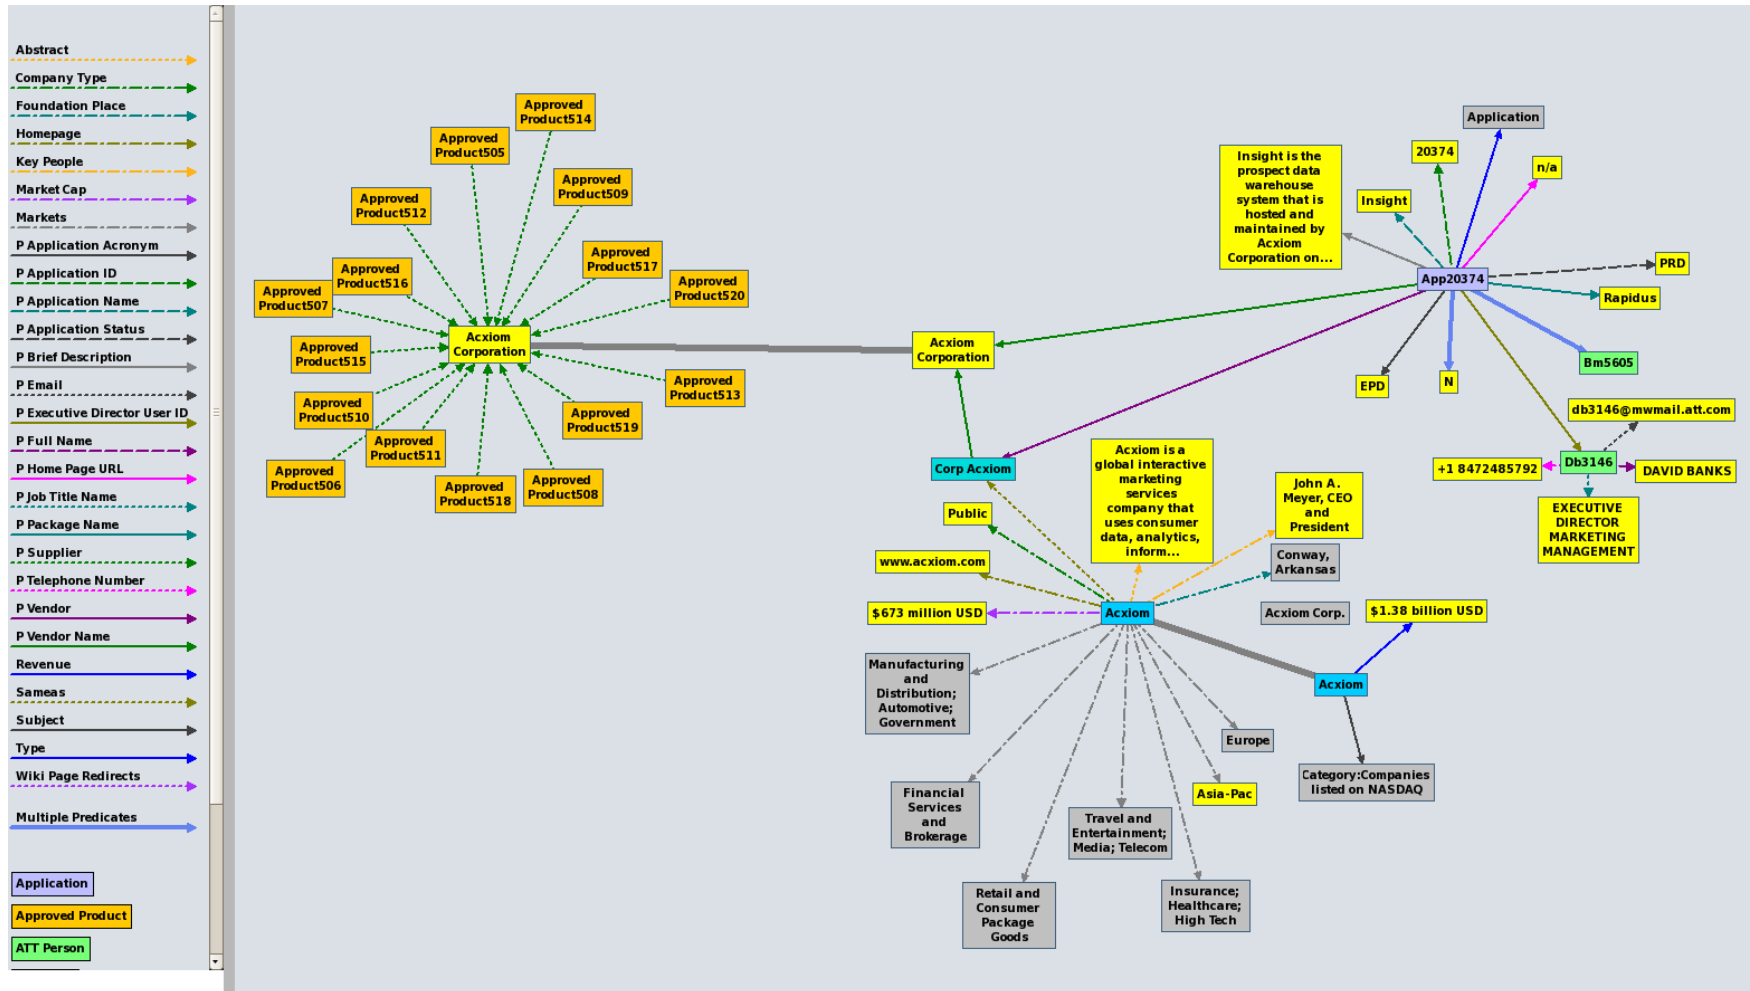 Abstract
Company Type
Foundation Place
Homepage
Key People
Market Cap
Markets
P Application Acronym
P Application ID
P Application Name
P Application Status
P Brief Description
P Email
P Executive Director User ID
P Full Name
P Home Page URL
P Job Title Name
P Package Name
P Supplier
P Telephone Number
P Vendor
P Vendor Name
Revenue
Sameas
Subject
Type
Wiki Page Redirects
Multiple Predicates
Application
Approved Product
ATT Person
Approved
Product514
Approved
Product505
Approved
Product509
Approved
Product512
Approved
Product517
Approved
Product516
Approved
Product520
Approved
Product507
Acxiom
Corporation
Approved
Product515
Approved
Product513
Approved
Product510
Approved
Product519
Approved
Product511
Approved
Product506
Approved
Product518
Approved
Product508
Acxiom
Corporation
Corp Acxiom
Application
20374
n/a
Insight is the
prospect data
warehouse
system that is
hosted and
maintained by
Acxiom
Corporation on...
Insight
App20374
PRD
Rapidus
Bm5605
N
EPD
db3146@mwmail.att.com
Db3146
+1 8472485792
DAVID BANKS
EXECUTIVE
DIRECTOR
MARKETING
MANAGEMENT
Public
Acxiom is a
global interactive
marketing
services
company that
uses consumer
data, analytics,
inform...
John A.
Meyer, CEO
and
President
www.acxiom.com
Conway,
Arkansas
$673 million USD
Acxiom
Acxiom Corp.
$1.38 billion USD
Acxiom
Manufacturing
and
Distribution;
Automotive;
Government
Europe
Category:Companies
listed on NASDAQ
Asia-Pac
Financial
Services
and
Brokerage
Travel and
Entertainment;
Media; Telecom
Retail and
Consumer
Package
Goods
Insurance;
Healthcare;
High Tech